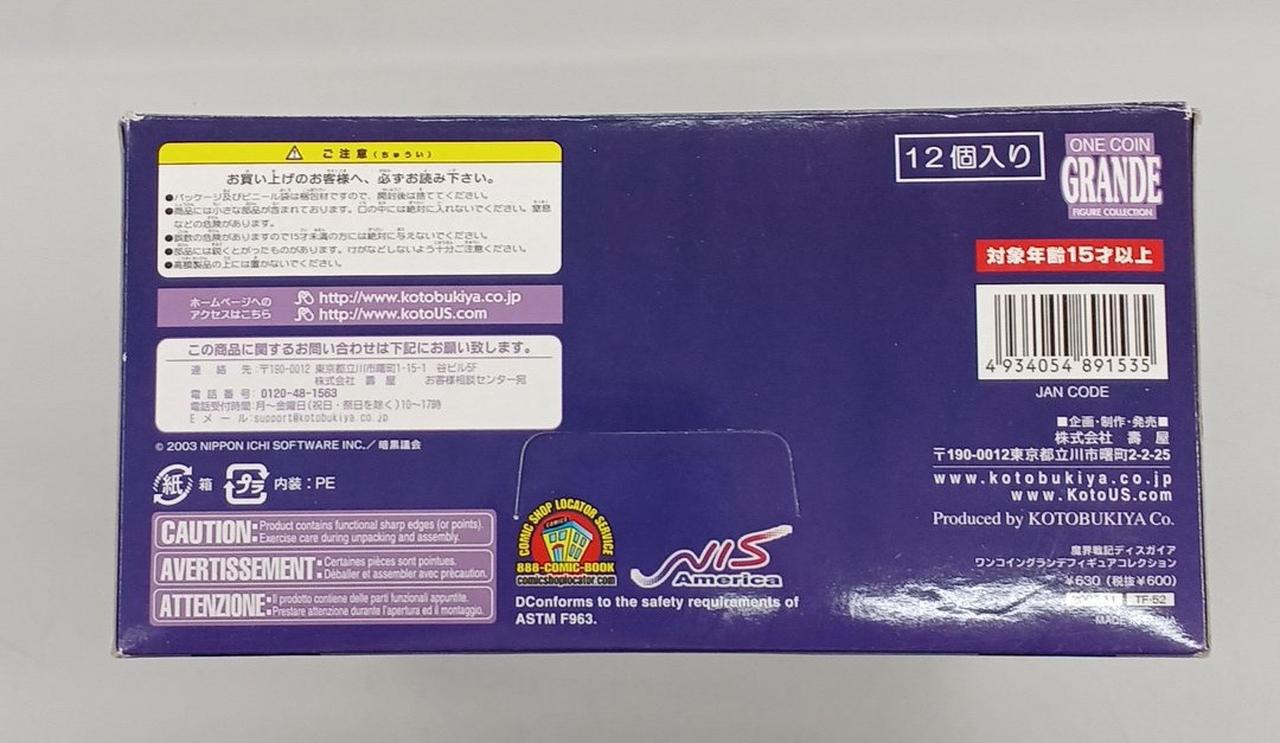 ご注意(ちゅうい)
お買い上げのお客様へ、必ずお読み下さい。
●パッケージ及びビニール袋は梱包材ですので、開封後は捨ててください。
●商品には小さな部品が含まれております。口の中には絶対に入れないでください。窒息
などの危険があります。
●誤飲の危険がありますので15才未満の方には絶対に与えないでください。
●部品には鋭くとがったものがあります。けがなどしないよう十分ご注意ください。
●高積製品の上には置かないでください。
ホームページへの
アクセスはこちら
http://www.kotobukiya.co.jp
http://www.kotoUS.com
この商品に関するお問い合わせは下記にお願い致します。
連絡先:〒190-0012 東京都立川市曙町1-15-1 谷ビル5F
株式会社 壽屋 お客様相談センター宛
電話番号:0120-48-1563
電話受付時間:月〜金曜日(祝日・祭日を除く)10〜17時
Eメール:support@kotobukiya.co.jp
© 2003 NIPPON ICHI SOFTWARE INC./暗黒議会
紙 箱 プラ 内装:PE
CAUTION: Product contains functional sharp edges (or points).
Exercise care during unpacking and assembly.
AVERTISSEMENT: Certaines pièces sont pointues.
Déballer et assembler avec précaution.
ATTENZIONE: Il prodotto contiene delle parti funzionali appuntite.
Prestare attenzione durante l'apertura ed il montaggio.
COMIC SHOP LOCATOR SERVICE
COMICS
888-COMIC-BOOK
comicshoplocator.com
NIS
America
DConforms to the safety requirements of
ASTM F963.
12個入り
ONE COIN
GRANDE
FIGURE COLLECTION
対象年齢15才以上
4 934054 891535
JAN CODE
■企画・制作・発売■
株式会社 壽屋
〒190-0012東京都立川市曙町2-2-25
www.kotobukiya.co.jp
www.KotoUS.com
Produced by KOTOBUKIYA Co.
魔界戦記ディスガイア
ワンコイングランデフィギュアコレクション
¥630(税抜¥600)
TF-52
MADE IN